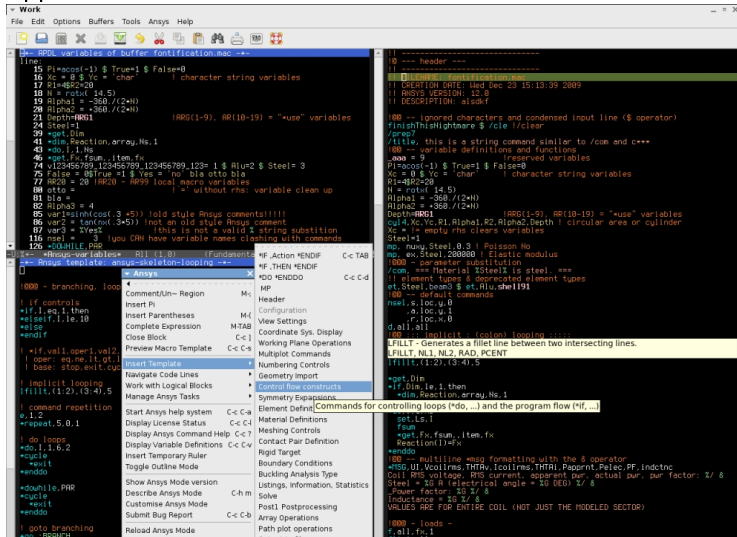 Work
File Edit Options Buffers Tools Ansys Help
-*- APDL variables of buffer fontification.mac -*-
line:
15 Pi=acos(-1) $ True=1 $ False=0
16 Xc = 0 $ Yc = 'char' ! character string variables
17 R1=4$R2=20
18 N = rotx( 14.5)
19 Alpha1 = -360./(2*N)
20 Alpha2 = +360./(2*N)
21 Depth=ARG1 !ARG(1-9), AR(10-19) = "*use" variables
24 Steel=1
39 *get,Dim
41 *dim,Reaction,array,Ns,1
43 *do,I,1,Ns
46 *get,Fx,fsum,,item,fx
74 v123456789_123456789_123456789_123= 1 $ Alu=2 $ Steel= 3
75 False = 0$True =1 $ Yes = 'no' bla otto bla
77 AR20 = 20 !AR20 - AR99 local macro variables
80 otto = ! '=' without rhs: variable clean up
81 bla =
82 Alpha3 = 4
85 var1=sinh(cos(.3 *5)) !old style Ansys comments!!!!!
86 var2 = tan(nx(".5")) !not an old style Ansys comment
87 var3 = %Yes% !this is not a valid % string substitution
116 nsel = 3 !you CAN have variable names clashing with commands
126 *DOWHILE,PAR
*Ansys-variables* All (1,0) (Fundamental
-*- Ansys template: ansys-skeleton-looping -*-
!@@@ - branching, loop
! if controls
*if,I,eq,1,then
*elseif,I,le,10
*else
*endif
! *if,val1,oper1,val2,
! oper: eq,ne,lt,gt,l
! base: stop,exit,cyc
! implicit looping
lfillt,(1:2),(3:4),5
! command repetition
e,1,2
*repeat,5,0,1
! do loops
*do,I,1,6,2
*cycle
*exit
*enddo
*dowhile,PAR
*cycle
*exit
*enddo
! goto branching
*go,:BRANCH
Ansys
Comment/Un~ Region M-;
Insert Pi
Insert Parentheses M-(
Complete Expression M-TAB
Close Block C-c ]
Preview Macro Template C-c C-s
Insert Template
Navigate Code Lines
Work with Logical Blocks
Manage Ansys Tasks
Start Ansys help system C-c C-a
Display License Status C-c C-l
Display Ansys Command Help C-c ?
Display Variable Definitions C-c C-v
Insert Temporary Ruler
Toggle Outline Mode
Show Ansys Mode version
Describe Ansys Mode C-h m
Customise Ansys Mode
Submit Bug Report C-c C-b
Reload Ansys Mode
*IF ,Action *ENDIF C-c TAB
*IF ,THEN *ENDIF
*DO *ENDDO C-c C-d
MP
Header
Configuration
View Settings
Coordinate Sys. Display
Working Plane Operations
Multiplot Commands
Numbering Controls
Geometry Import
Control flow constructs
Symmetry Expansions
Element Defini
Material Definitions
Meshing Controls
Contact Pair Definition
Rigid Target
Boundary Conditions
Buckling Analysis Type
Listings, Information, Statistics
Solve
Post1 Postprocessing
Array Operations
Path plot operations
Commands for controlling loops (*do, ...) and the program flow (*if, ...)
!! ------------------------------
!@ --- header ---
!! ------------------------------
!! FILENAME: fontification.mac
!! CREATION DATE: Wed Dec 23 15:13:39 2009
!! ANSYS VERSION: 12.0
!! DESCRIPTION: alsdkf
!@@ -- ignored characters and condensed input line ($ operator)
finishThisNightmare $ /cle !/clear
/prep7
/title, this is a string command similar to /com and c***
!@@ -- variable definitions and functions
_aaa = 9 !reserved variables
Pi=acos(-1) $ True=1 $ False=0
Xc = 0 $ Yc = 'char' ! character string variables
R1=4$R2=20
N = rotx( 14.5)
Alpha1 = -360./(2*N)
Alpha2 = +360./(2*N)
Depth=ARG1 !ARG(1-9), AR(10-19) = "*use" variables
cyl4,Xc,Yc,R1,Alpha1,R2,Alpha2,Depth ! circular area or cylinder
Xc = != empty rhs clears variables
Steel=1
mp, nuxy,Steel,0.3 ! Poisson No
mp, ex,Steel,200000 ! Elastic modulus
!@@@ - parameter substitution
/com, === Material %Steel% is steel. ===
!! element types & deprecated element types
et,Steel,beam3 $ et,Alu,shell91
!@@ -- default commands
nsel,s,loc,y,0
,a,loc,y,1
,r,loc,x,0
d,all,all
!@@ ::: implicit : (colon) looping :::::
LFILLT - Generates a fillet line between two intersecting lines.
LFILLT, NL1, NL2, RAD, PCENT
lfillt,(1:2),(3:4),5
*get,Dim
*if,Dim,le,1,then
*dim,Reaction,array,Ns,1
set,Ls,I
fsum
*get,Fx,fsum,,item,fx
Reaction(I)=Fx
*enddo
!@@ -- multiline *msg formatting with the & operator
*MSG,UI,Vcoilrms,THTAv,Icoilrms,THTAi,Papprnt,Pelec,PF,indctnc
Coil RMS voltage, RMS current, apparent pwr, actual pwr, pwr factor: %/ &
Steel = %G A (electrical angle = %G DEG) %/ &
_Power factor: %G %/ &
Inductance = %G %/ &
VALUES ARE FOR ENTIRE COIL (NOT JUST THE MODELED SECTOR)
!@@@ - loads -
f,all,fx,1